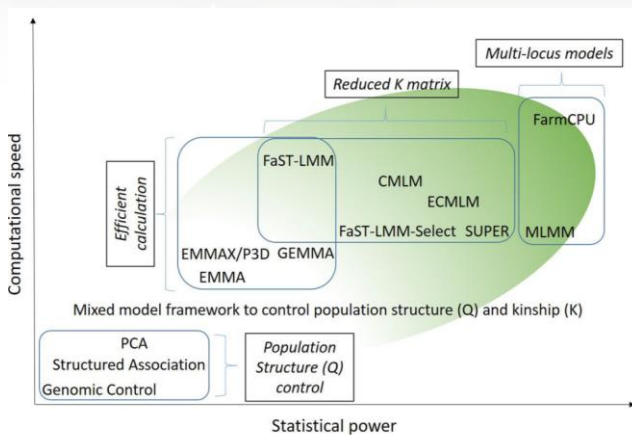 Multi-locus models
Reduced K matrix
FarmCPU
FaST-LMM
CMLM
ECMLM
Efficient
calculation
FaST-LMM-Select SUPER MLMM
EMMAX/P3D GEMMA
EMMA
Mixed model framework to control population structure (Q) and kinship (K)
PCA
Structured Association
Genomic Control
Population
Structure (Q)
control
Computational speed
Statistical power